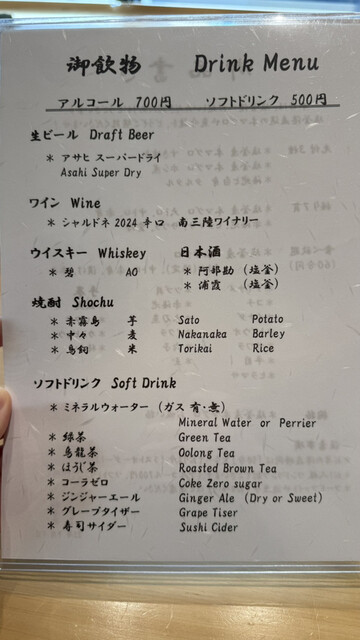 御飲物 Drink Menu
アルコール 700円 ソフトドリンク 500円
生ビール Draft Beer
* アサヒ スーパードライ
Asahi Super Dry
ワイン Wine
* シャルドネ 2024 辛口 南三陸ワイナリー
ウイスキー Whiskey 日本酒
* 碧 AO * 阿部勘 (塩釜)
* 浦霞 (塩釜)
焼酎 Shochu
* 赤霧島 芋 Sato Potato
* 中々 麦 Nakanaka Barley
* 鳥飼 米 Torikai Rice
ソフトドリンク Soft Drink
* ミネラルウォーター (ガス 有・無)
Mineral Water or Perrier
* 緑茶 Green Tea
* 烏龍茶 Oolong Tea
* ほうじ茶 Roasted Brown Tea
* コーラゼロ Coke Zero sugar
* ジンジャーエール Ginger Ale (Dry or Sweet)
* グレープタイザー Grape Tiser
* 寿司サイダー Sushi Cider